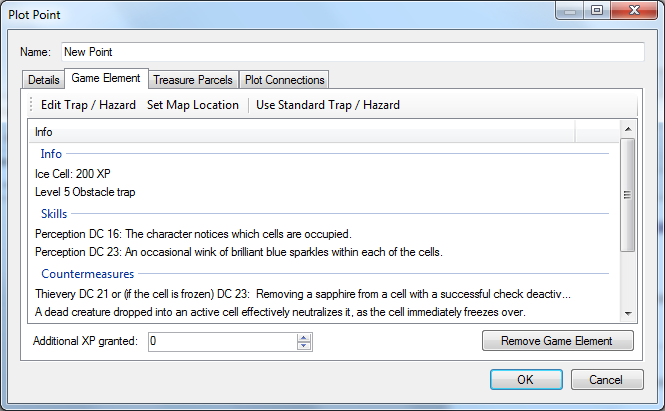 Plot Point
Name: New Point
Details Game Element Treasure Parcels Plot Connections
Edit Trap / Hazard Set Map Location Use Standard Trap / Hazard
Info
Info
Ice Cell: 200 XP
Level 5 Obstacle trap
Skills
Perception DC 16: The character notices which cells are occupied.
Perception DC 23: An occasional wink of brilliant blue sparkles within each of the cells.
Countermeasures
Thievery DC 21 or (if the cell is frozen) DC 23: Removing a sapphire from a cell with a successful check deactiv...
A dead creature dropped into an active cell effectively neutralizes it, as the cell immediately freezes over.
Additional XP granted: 0 Remove Game Element
OK Cancel